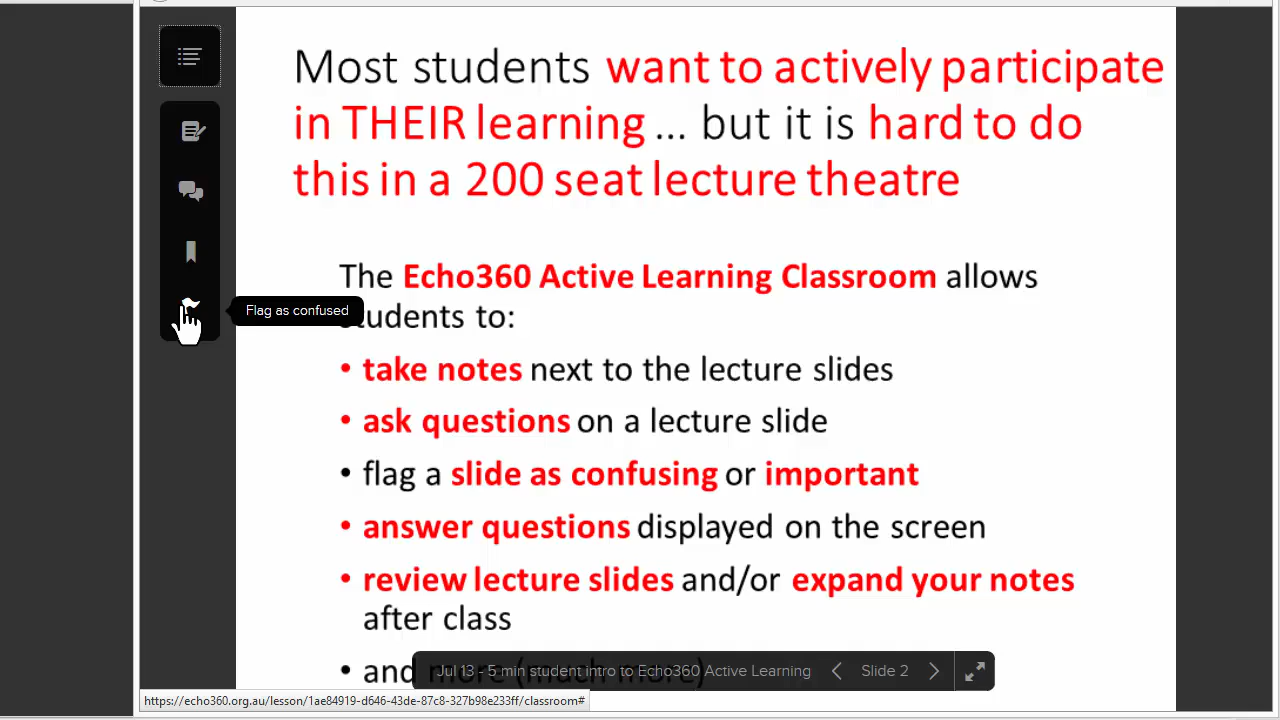 Most students want to actively participate
in THEIR learning ... but it is hard to do
this in a 200 seat lecture theatre
The Echo360 Active Learning Classroom allows
Flag as confused
students to:
• take notes next to the lecture slides
• ask questions on a lecture slide
• flag a slide as confusing or important
• answer questions displayed on the screen
• review lecture slides and/or expand your notes
after class
• and more (much more)
Jul 13 - 5 min student intro to Echo360 Active Learning
Slide 2
https://echo360.org.au/lesson/1ae84919-d646-43de-87c8-327b98e233ff/classroom#